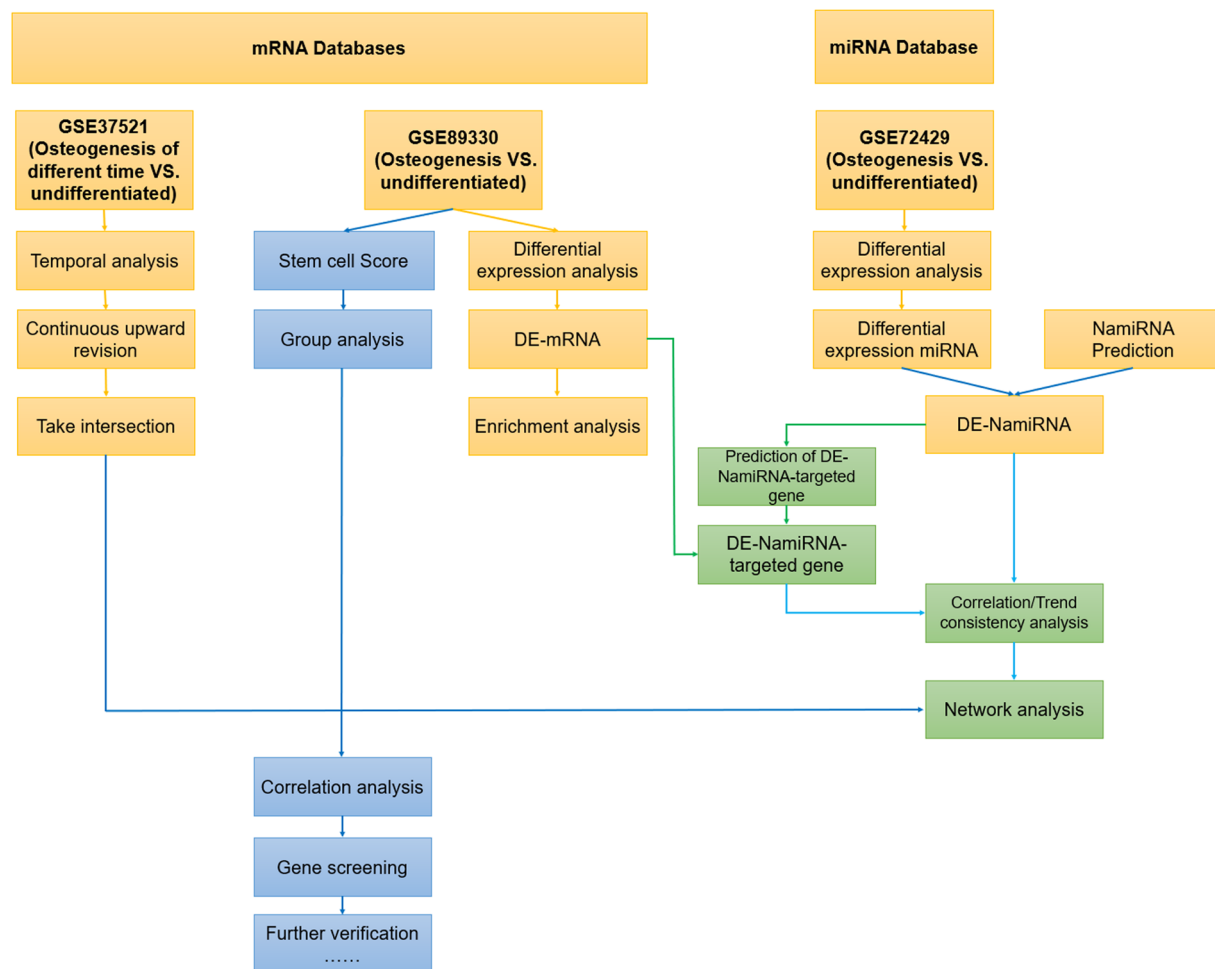 mRNA Databases
miRNA Database
GSE37521
(Osteogenesis of
different time VS.
undifferentiated)
GSE89330
(Osteogenesis VS.
undifferentiated)
GSE72429
(Osteogenesis VS.
undifferentiated)
Temporal analysis
Stem cell Score
Differential
expression analysis
Differential
expression analysis
Continuous upward
revision
Group analysis
DE-mRNA
Differential
expression miRNA
NamiRNA
Prediction
Take intersection
Enrichment analysis
DE-NamiRNA
Prediction of DE-
NamiRNA-targeted
gene
DE-NamiRNA-
targeted gene
Correlation/Trend
consistency analysis
Network analysis
Correlation analysis
Gene screening
Further verification
……